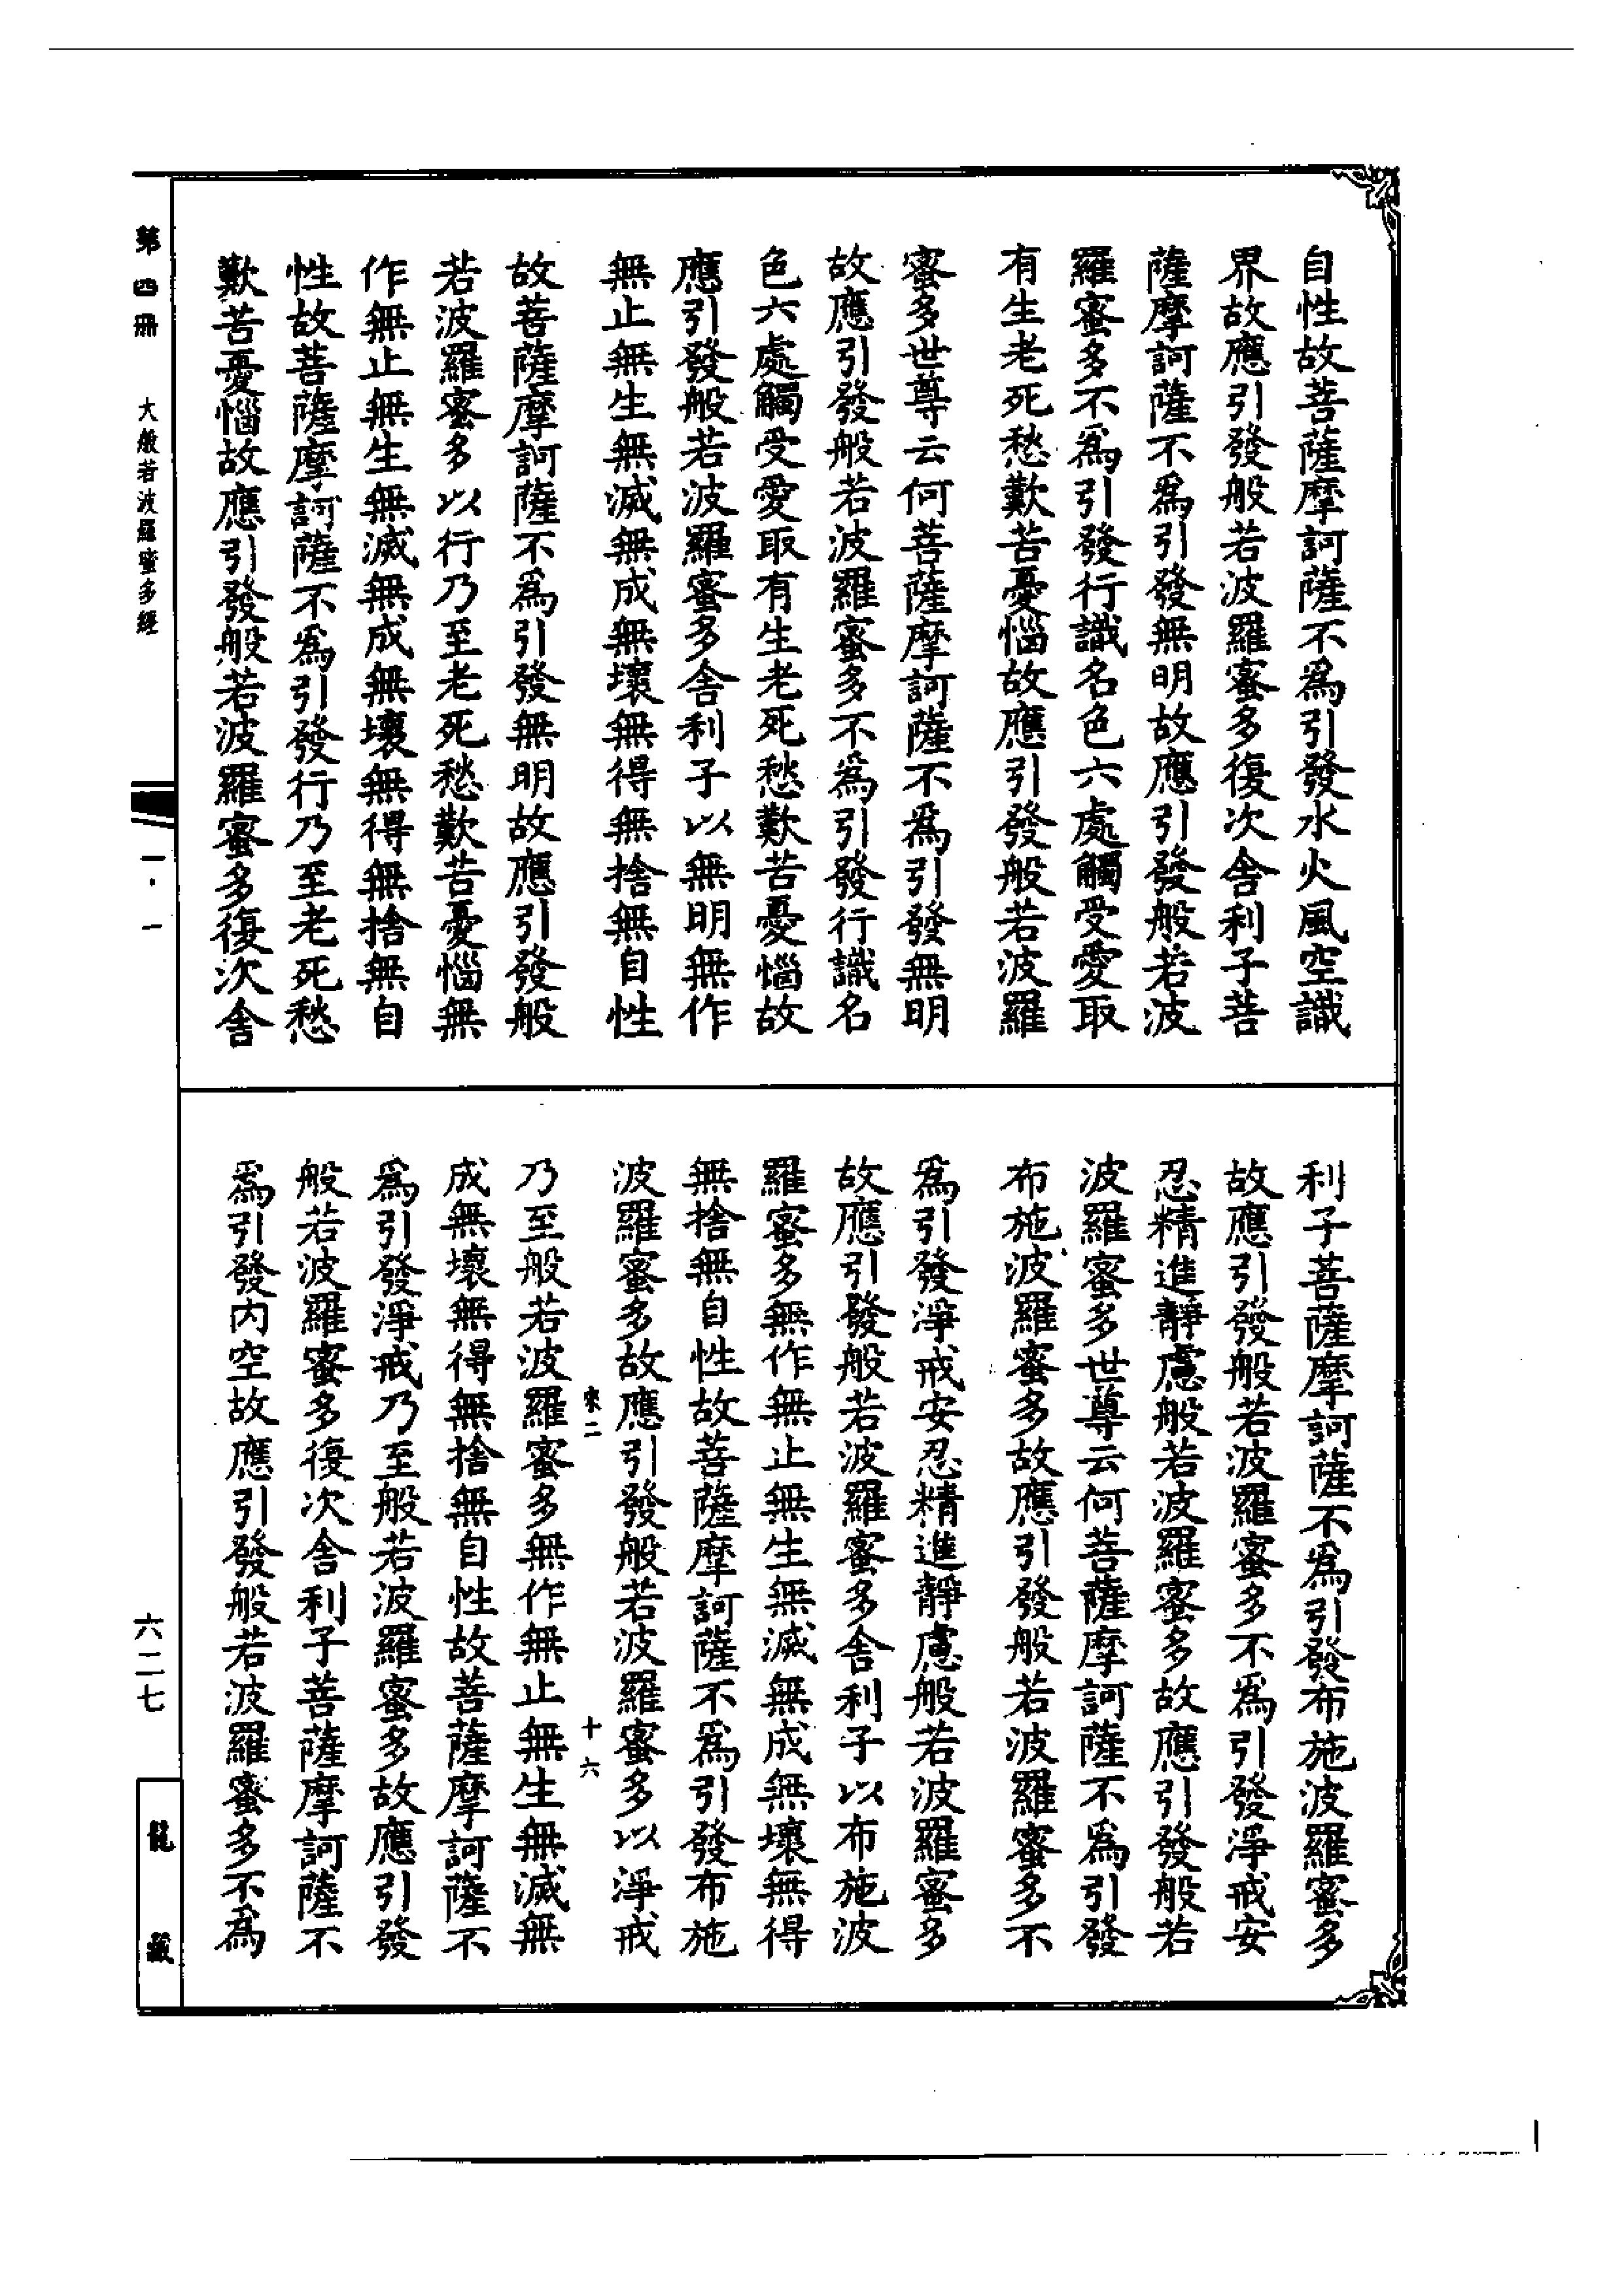 自性故菩薩摩訶薩不爲引發水火風空識
界故應引發般若波羅蜜多復次舍利子菩
薩摩訶薩不爲引發無明故應引發般若波
羅蜜多不爲引發行識名色六處觸受愛取
有生老死愁歎苦憂惱故應引發般若波羅
蜜多世尊云何菩薩摩訶薩不爲引發無明
故應引發般若波羅蜜多不爲引發行識名
色六處觸受愛取有生老死愁歎苦憂惱故
應引發般若波羅蜜多舍利子以無明無作
無止無生無滅無成無壞無得無捨無自性
故菩薩摩訶薩不爲引發無明故應引發般
若波羅蜜多以行乃至老死愁歎苦憂惱無
作無止無生無滅無成無壞無得無捨無自
性故菩薩摩訶薩不爲引發行乃至老死愁
歎苦憂惱故應引發般若波羅蜜多復次舍
利子菩薩摩訶薩不爲引發布施波羅蜜多
故應引發般若波羅蜜多不爲引發淨戒安
忍精進靜慮般若波羅蜜多故應引發般若
波羅蜜多世尊云何菩薩摩訶薩不爲引發
布施波羅蜜多故應引發般若波羅蜜多不
爲引發淨戒安忍精進靜慮般若波羅蜜多
故應引發般若波羅蜜多舍利子以布施波
羅蜜多無作無止無生無滅無成無壞無得
無捨無自性故菩薩摩訶薩不爲引發布施
波羅蜜多故應引發般若波羅蜜多以淨戒
乃至般若波羅蜜多無作無止無生無滅無
成無壞無得無捨無自性故菩薩摩訶薩不
爲引發淨戒乃至般若波羅蜜多故應引發
般若波羅蜜多復次舍利子菩薩摩訶薩不
爲引發內空故應引發般若波羅蜜多不爲
二 十六
第四冊 大般若波羅蜜多經 一·一 六二七 龍藏